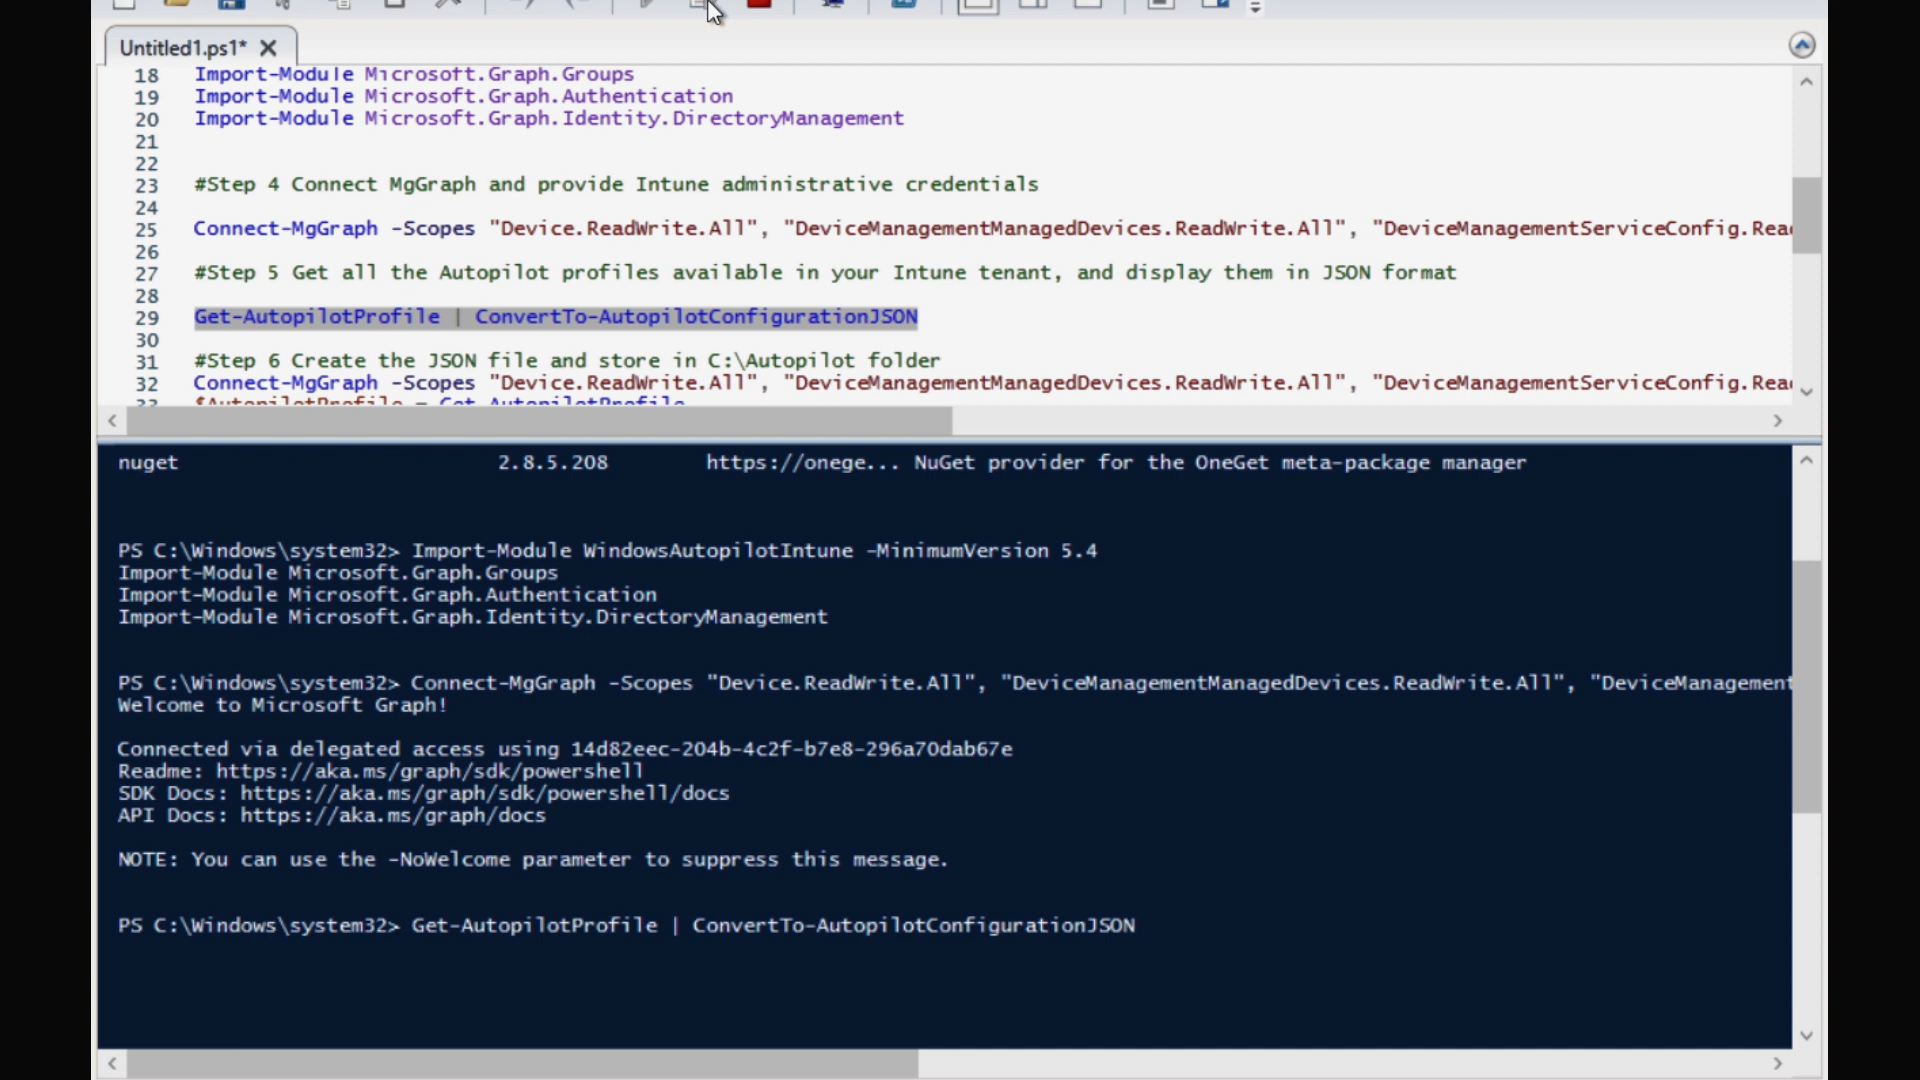 Untitled1.ps1*
18 Import-Module Microsoft.Graph.Groups
19 Import-Module Microsoft.Graph.Authentication
20 Import-Module Microsoft.Graph.Identity.DirectoryManagement
21
22
23 #Step 4 Connect MgGraph and provide Intune administrative credentials
24
25 Connect-MgGraph -Scopes "Device.ReadWrite.All", "DeviceManagementManagedDevices.ReadWrite.All", "DeviceManagementServiceConfig.Rea
26
27 #Step 5 Get all the Autopilot profiles available in your Intune tenant, and display them in JSON format
28
29 Get-AutopilotProfile | ConvertTo-AutopilotConfigurationJSON
30
31 #Step 6 Create the JSON file and store in C:\Autopilot folder
32 Connect-MgGraph -Scopes "Device.ReadWrite.All", "DeviceManagementManagedDevices.ReadWrite.All", "DeviceManagementServiceConfig.Rea
33 $AutopilotProfile = Get-AutopilotProfile
nuget 2.8.5.208 https://onege... NuGet provider for the OneGet meta-package manager
PS C:\Windows\system32> Import-Module WindowsAutopilotIntune -MinimumVersion 5.4
Import-Module Microsoft.Graph.Groups
Import-Module Microsoft.Graph.Authentication
Import-Module Microsoft.Graph.Identity.DirectoryManagement
PS C:\Windows\system32> Connect-MgGraph -Scopes "Device.ReadWrite.All", "DeviceManagementManagedDevices.ReadWrite.All", "DeviceManagement
Welcome to Microsoft Graph!
Connected via delegated access using 14d82eec-204b-4c2f-b7e8-296a70dab67e
Readme: https://aka.ms/graph/sdk/powershell
SDK Docs: https://aka.ms/graph/sdk/powershell/docs
API Docs: https://aka.ms/graph/docs
NOTE: You can use the -NoWelcome parameter to suppress this message.
PS C:\Windows\system32> Get-AutopilotProfile | ConvertTo-AutopilotConfigurationJSON